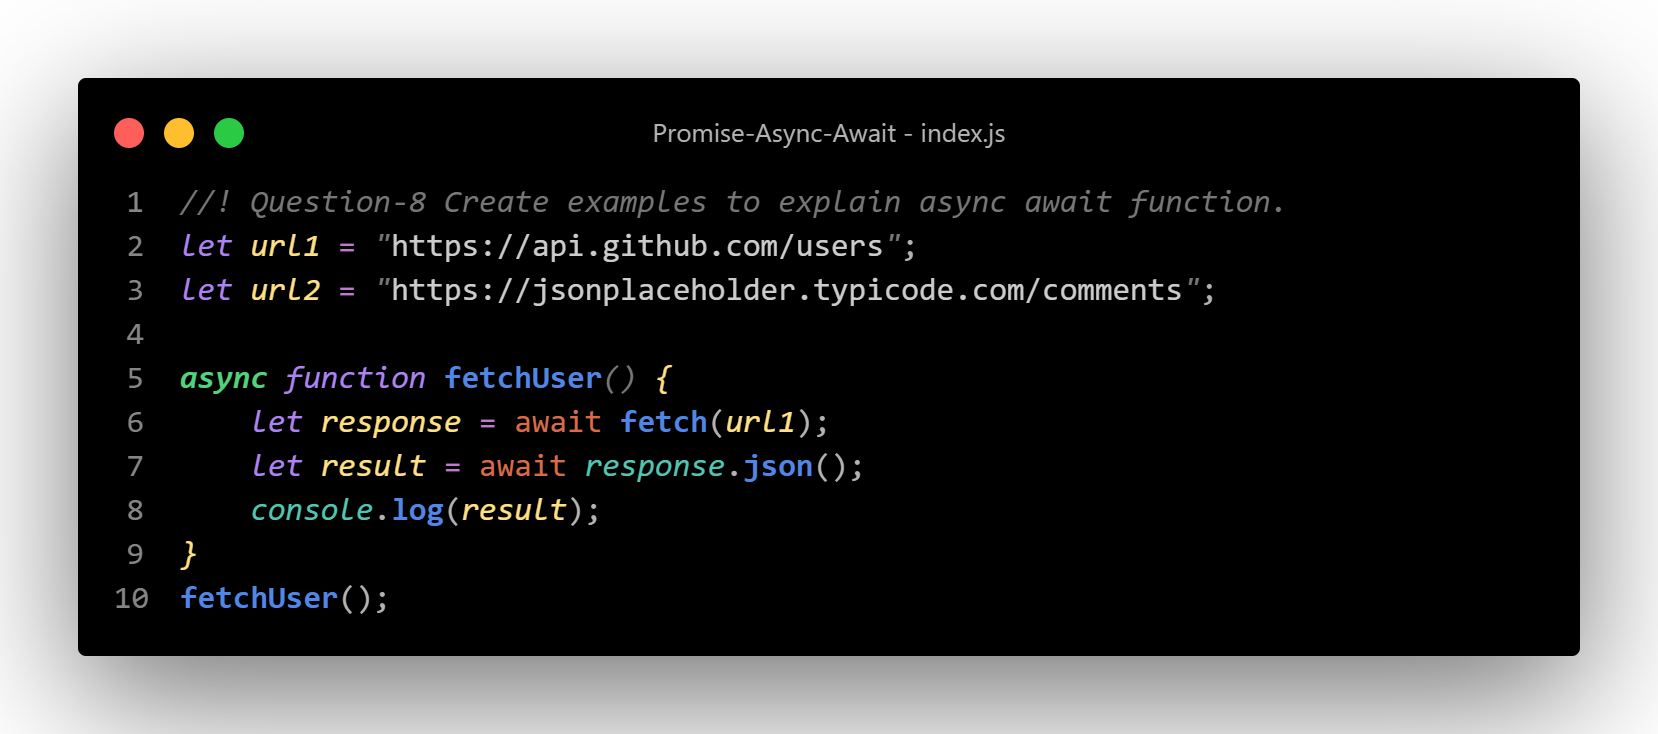 Promise-Async-Await - index.js
1 //! Question-8 Create examples to explain async await function.
2 let url1 = "https://api.github.com/users";
3 let url2 = "https://jsonplaceholder.typicode.com/comments";
4
5 async function fetchUser() {
6     let response = await fetch(url1);
7     let result = await response.json();
8     console.log(result);
9 }
10 fetchUser();